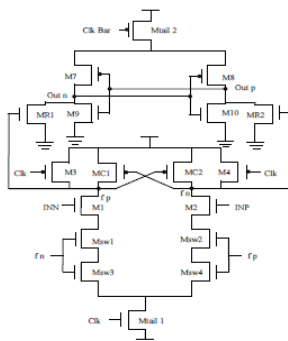 Clk Bar
Mtail 2
M7
M8
Out n
Out p
MR1
M9
M10
MR2
Clk
M3
MC1
MC2
M4
Clk
f p
f n
INN
M1
M2
INP
Msw1
Msw2
f n
f p
Msw3
Msw4
Clk
Mtail 1